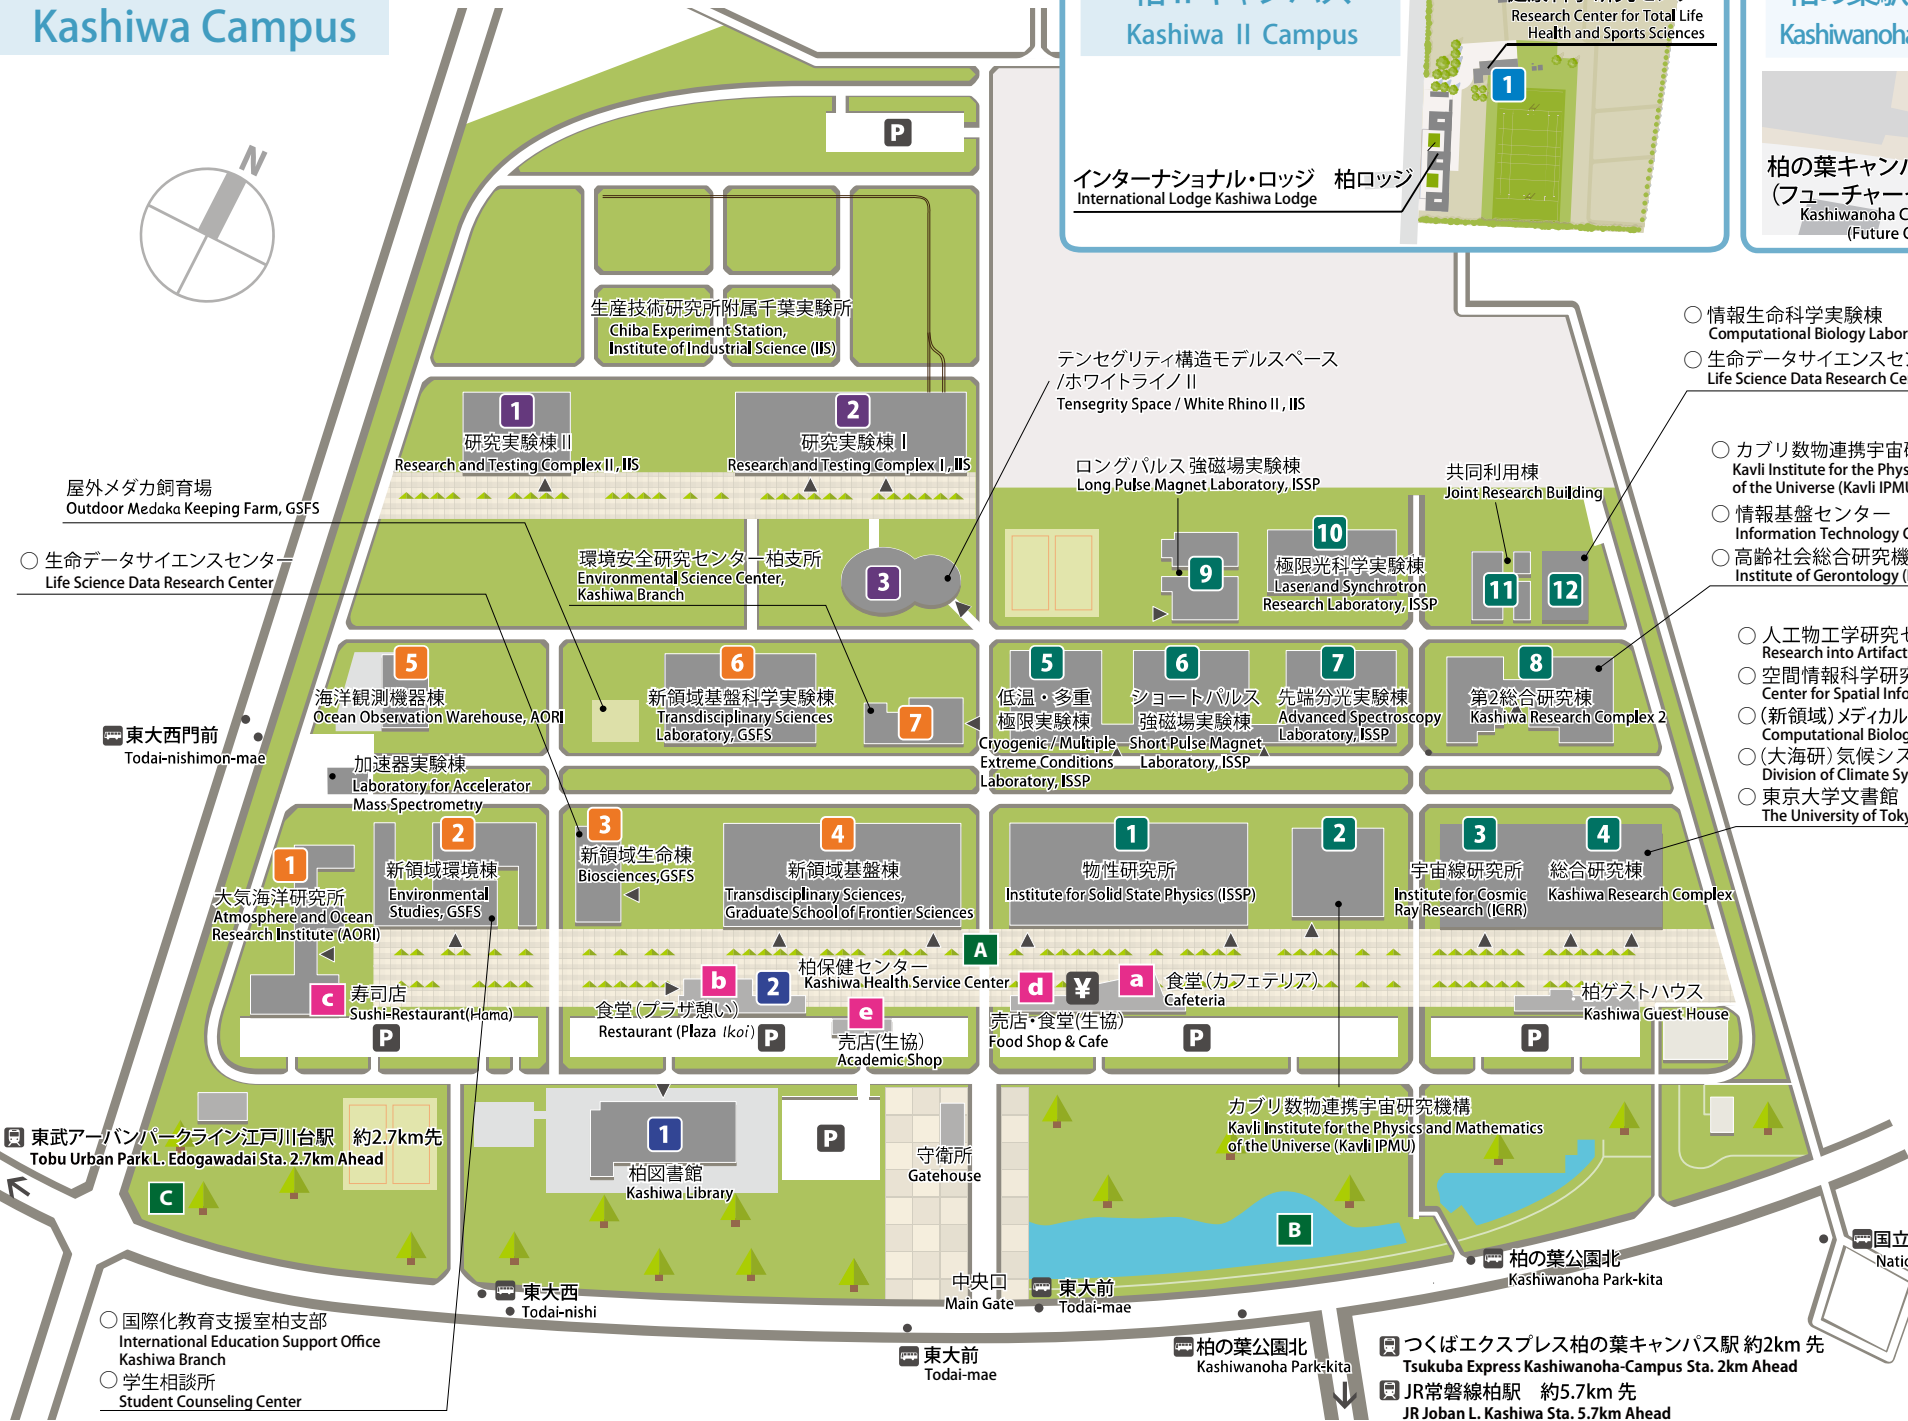 Kashiwa Campus
Kashiwa II Campus
Research Center for Total Life
Health and Sports Sciences
1
インターナショナル・ロッジ 柏ロッジ
International Lodge Kashiwa Lodge
Kashiwanoha
柏の葉キャンパ
(フューチャー
Kashiwanoha C
(Future C
N
P
生産技術研究所附属千葉実験所
Chiba Experiment Station,
Institute of Industrial Science (IIS)
テンセグリティ構造モデルスペース
/ホワイトライノ II
Tensegrity Space / White Rhino II , IIS
○ 情報生命科学実験棟
Computational Biology Labor
○ 生命データサイエンスセン
Life Science Data Research Ce
1
研究実験棟 II
Research and Testing Complex II , IIS
2
研究実験棟 I
Research and Testing Complex I , IIS
屋外メダカ飼育場
Outdoor Medaka Keeping Farm, GSFS
ロングパルス 強磁場実験棟
Long Pulse Magnet Laboratory, ISSP
共同利用棟
Joint Research Building
○ カブリ数物連携宇宙研
Kavli Institute for the Phys
of the Universe (Kavli IPMU
○ 情報基盤センター
Information Technology C
○ 高齢社会総合研究機
Institute of Gerontology (
○ 生命データサイエンスセンター
Life Science Data Research Center
環境安全研究センター柏支所
Environmental Science Center,
Kashiwa Branch
3
9
10
極限光科学実験棟
Laser and Synchrotron
Research Laboratory, ISSP
11
12
○ 人工物工学研究セ
Research into Artifact
○ 空間情報科学研究
Center for Spatial Info
○ (新領域) メディカル
Computational Biolog
○ (大海研) 気候シス
Division of Climate Sy
○ 東京大学文書館
The University of Toky
5
海洋観測機器棟
Ocean Observation Warehouse, AORI
6
新領域基盤科学実験棟
Transdisciplinary Sciences
Laboratory, GSFS
7
5
低温・多重
極限実験棟
Cryogenic / Multiple
Extreme Conditions
Laboratory, ISSP
6
ショートパルス
強磁場実験棟
Short Pulse Magnet
Laboratory, ISSP
7
先端分光実験棟
Advanced Spectroscopy
Laboratory, ISSP
8
第2総合研究棟
Kashiwa Research Complex 2
東大西門前
Todai-nishimon-mae
加速器実験棟
Laboratory for Accelerator
Mass Spectrometry
1
大気海洋研究所
Atmosphere and Ocean
Research Institute (AORI)
2
新領域環境棟
Environmental
Studies, GSFS
3
新領域生命棟
Biosciences,GSFS
4
新領域基盤棟
Transdisciplinary Sciences,
Graduate School of Frontier Sciences
1
物性研究所
Institute for Solid State Physics (ISSP)
2
3
宇宙線研究所
Institute for Cosmic
Ray Research (ICRR)
4
総合研究棟
Kashiwa Research Complex
A
c
寿司店
Sushi-Restaurant(Hama)
b
食堂 (プラザ憩い)
Restaurant (Plaza Ikoi)
2
柏保健センター
Kashiwa Health Service Center
e
売店(生協)
Academic Shop
d
¥
売店・食堂(生協)
Food Shop & Cafe
a
食堂 (カフェテリア)
Cafeteria
柏ゲストハウス
Kashiwa Guest House
P
P
P
P
東武アーバンパークライン江戸川台駅 約2.7km先
Tobu Urban Park L. Edogawadai Sta. 2.7km Ahead
C
1
柏図書館
Kashiwa Library
P
守衛所
Gatehouse
カブリ数物連携宇宙研究機構
Kavli Institute for the Physics and Mathematics
of the Universe (Kavli IPMU)
B
東大西
Todai-nishi
中央口
Main Gate
東大前
Todai-mae
柏の葉公園北
Kashiwanoha Park-kita
国立
Natio
○ 国際化教育支援室柏支部
International Education Support Office
Kashiwa Branch
○ 学生相談所
Student Counseling Center
東大前
Todai-mae
柏の葉公園北
Kashiwanoha Park-kita
つくばエクスプレス柏の葉キャンパス駅 約2km 先
Tsukuba Express Kashiwanoha-Campus Sta. 2km Ahead
JR常磐線柏駅 約5.7km 先
JR Joban L. Kashiwa Sta. 5.7km Ahead